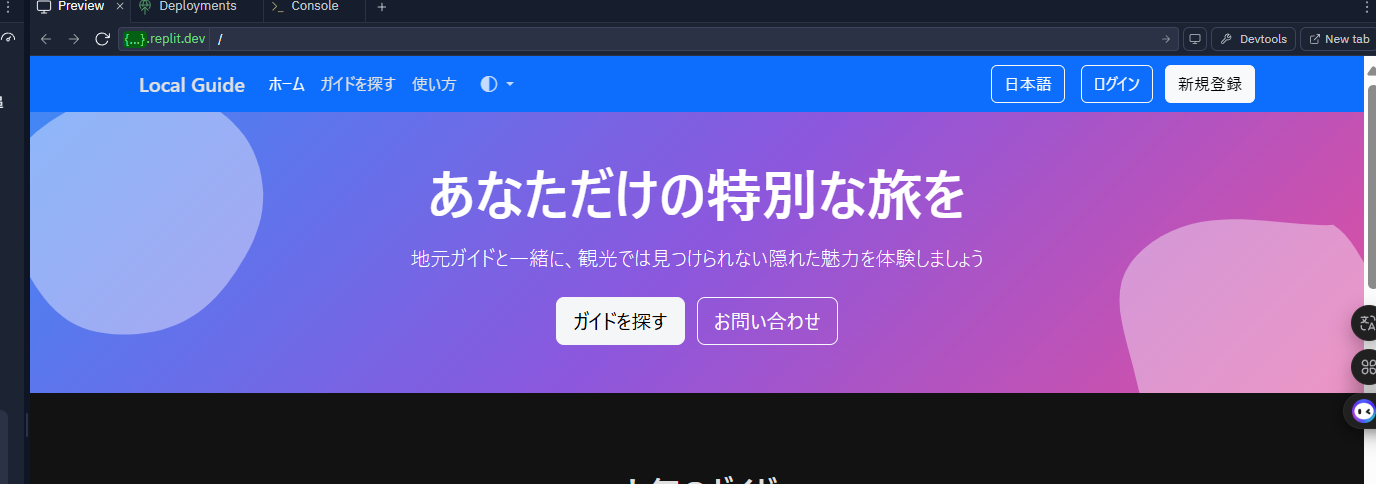 Preview
Deployments
Console
{...}.replit.dev /
Devtools
New tab
Local Guide
ホーム
ガイドを探す
使い方
日本語
ログイン
新規登録
あなただけの特別な旅を
地元ガイドと一緒に、観光では見つけられない隠れた魅力を体験しましょう
ガイドを探す
お問い合わせ